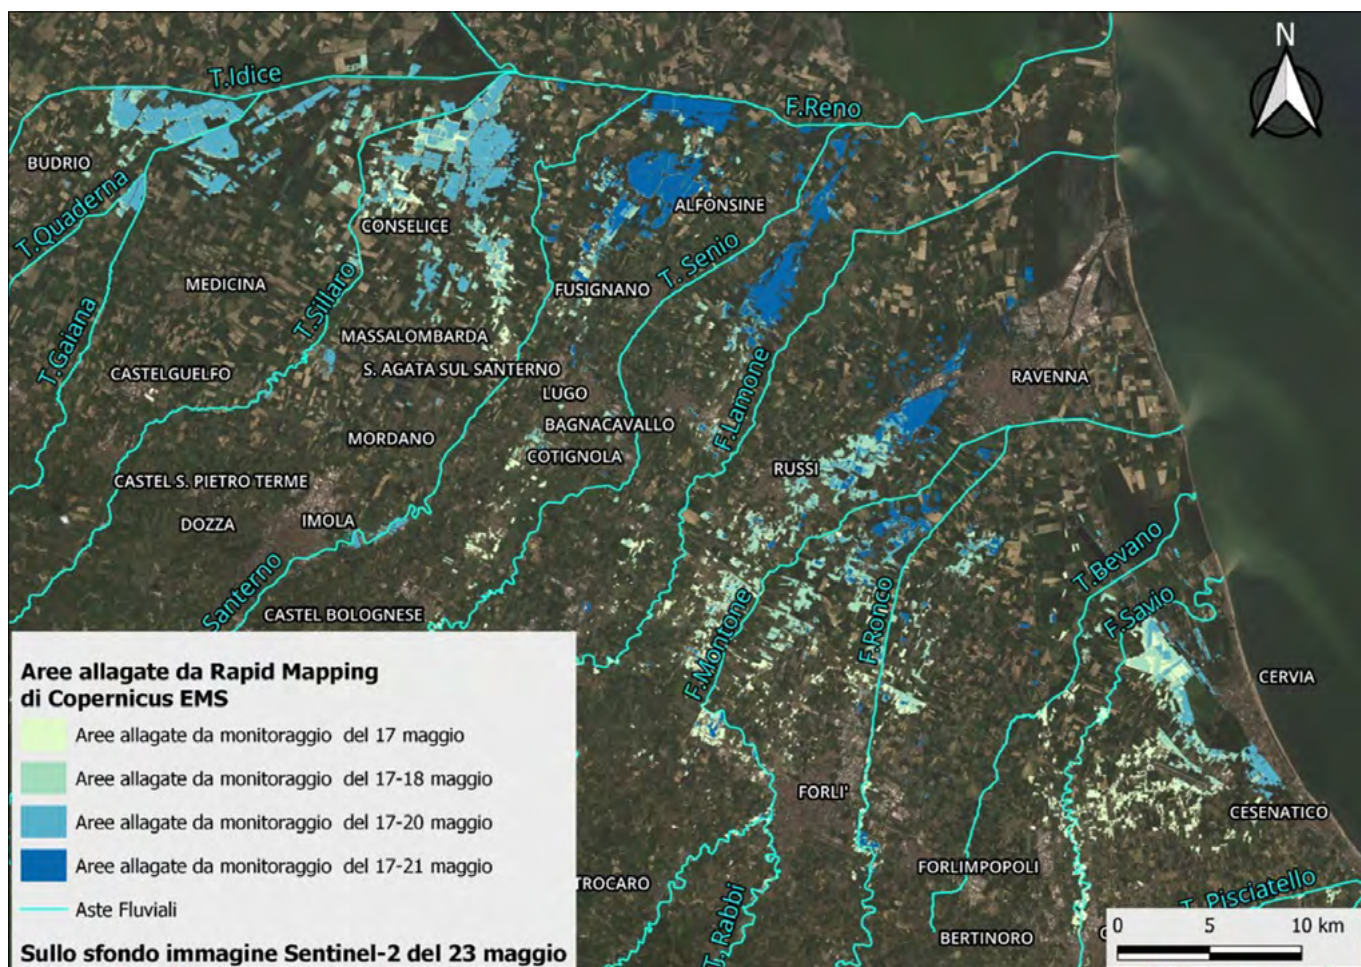 N
T.Idice
F.Reno
BUDRIO
T.Quaderna
ALFONSINE
CONSELICE
T. Senio
MEDICINA
T.Sillaro
FUSIGNANO
T.Gaiana
MASSALOMBARDA
CASTELGUELFO
S. AGATA SUL SANTERNO
RAVENNA
LUGO
F.Lamone
BAGNACAVALLO
MORDANO
COTIGNOLA
RUSSI
CASTEL S. PIETRO TERME
DOZZA
IMOLA
T.Bevano
Santerno
CASTEL BOLOGNESE
F.Montone
F.Ronco
F.Savio
CERVIA
FORLI'
CESENATICO
FORLIMPOPOLI
TROCARO
T.Rabbi
T. Pisciatello
BERTINORO
Aree allagate da Rapid Mapping
di Copernicus EMS
Aree allagate da monitoraggio del 17 maggio
Aree allagate da monitoraggio del 17-18 maggio
Aree allagate da monitoraggio del 17-20 maggio
Aree allagate da monitoraggio del 17-21 maggio
Aste Fluviali
Sullo sfondo immagine Sentinel-2 del 23 maggio
0 5 10 km